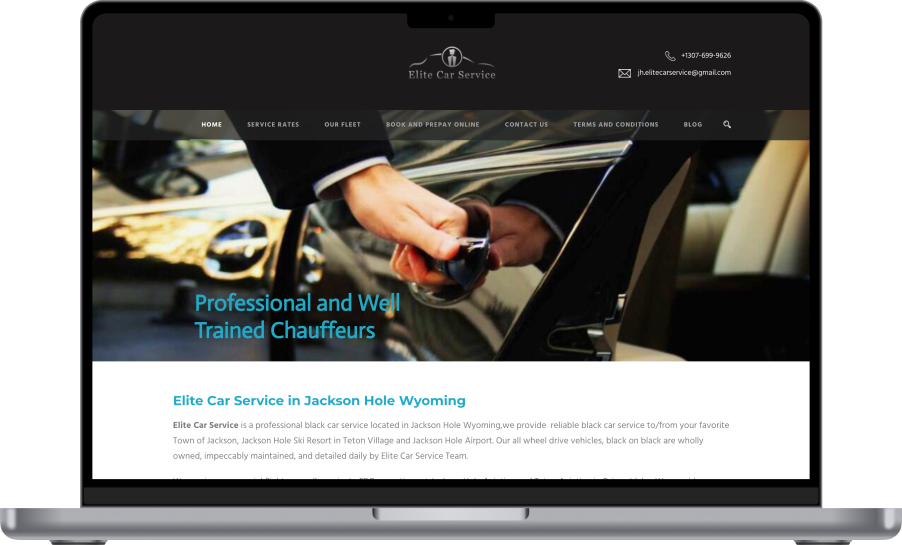 Elite Car Service
+1307-699-9626
jh.elitecarservice@gmail.com
HOME SERVICE RATES OUR FLEET BOOK AND PREPAY ONLINE CONTACT US TERMS AND CONDITIONS BLOG
Professional and Well
Trained Chauffeurs
Elite Car Service in Jackson Hole Wyoming
Elite Car Service is a professional black car service located in Jackson Hole Wyoming,we provide reliable black car service to/from your favorite
Town of Jackson, Jackson Hole Ski Resort in Teton Village and Jackson Hole Airport. Our all wheel drive vehicles, black on black are wholly
owned, impeccably maintained, and detailed daily by Elite Car Service Team.